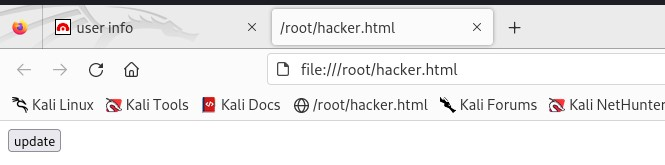 user info /root/hacker.html
file:///root/hacker.html
Kali Linux Kali Tools Kali Docs /root/hacker.html Kali Forums Kali NetHunter
update